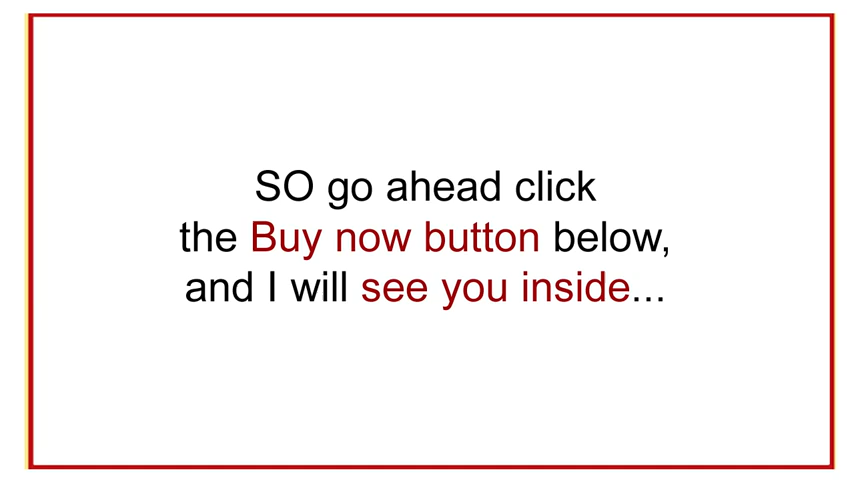 SO go ahead click
the Buy now button below,
and I will see you inside...